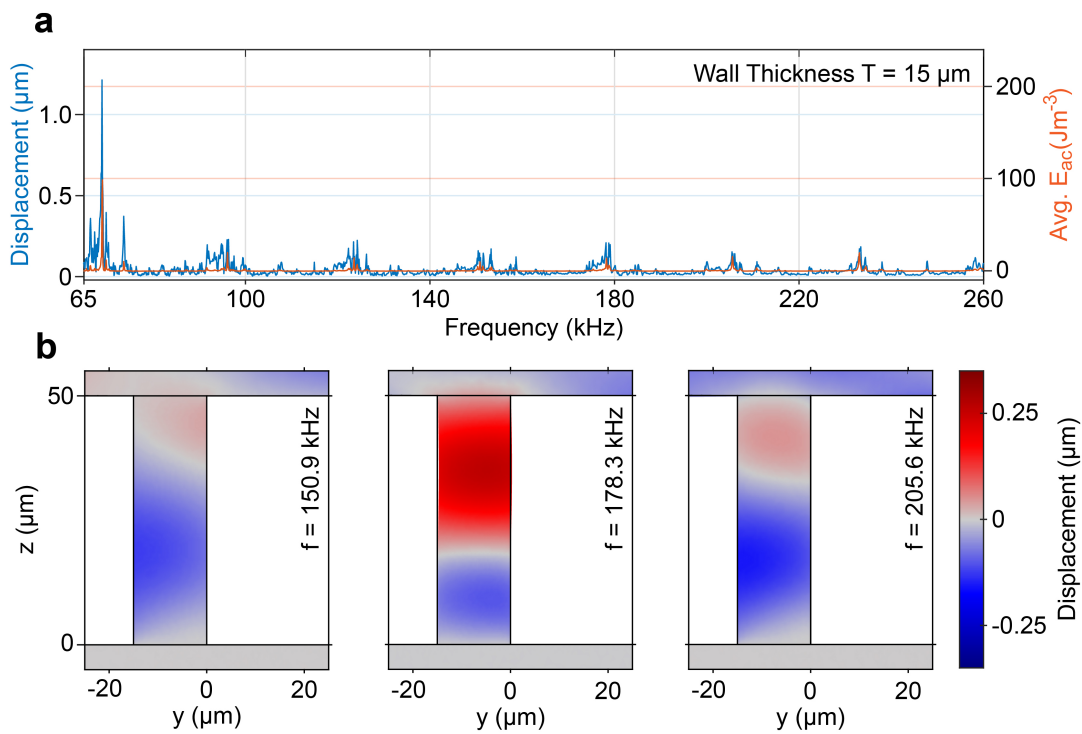 a
Displacement (µm)
1.0
0.5
0
Wall Thickness T = 15 µm
200
100
0
Avg. Eac(Jm-3)
65
100
140
180
220
260
Frequency (kHz)
b
z (µm)
50
0
f = 150.9 kHz
-20
0
20
y (µm)
f = 178.3 kHz
-20
0
20
y (µm)
f = 205.6 kHz
-20
0
20
y (µm)
0.25
0
-0.25
Displacement (µm)